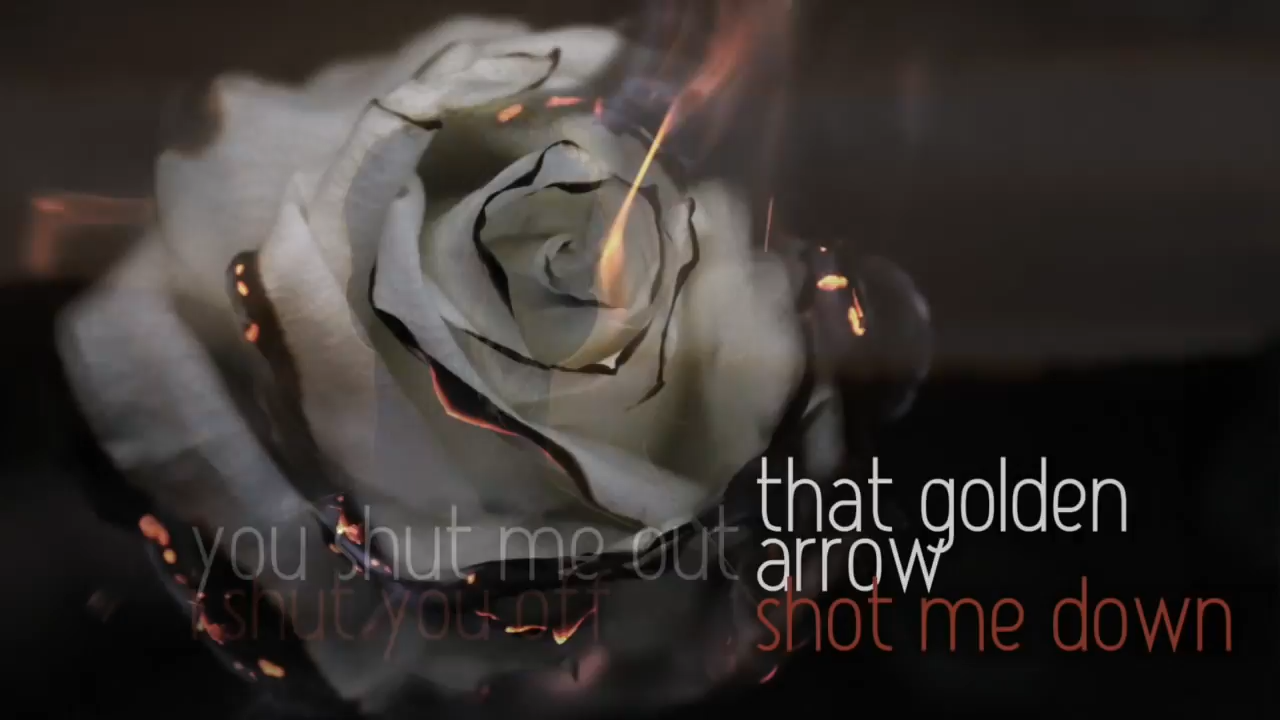 you shut me out
I shut you off
that golden
arrow
shot me down